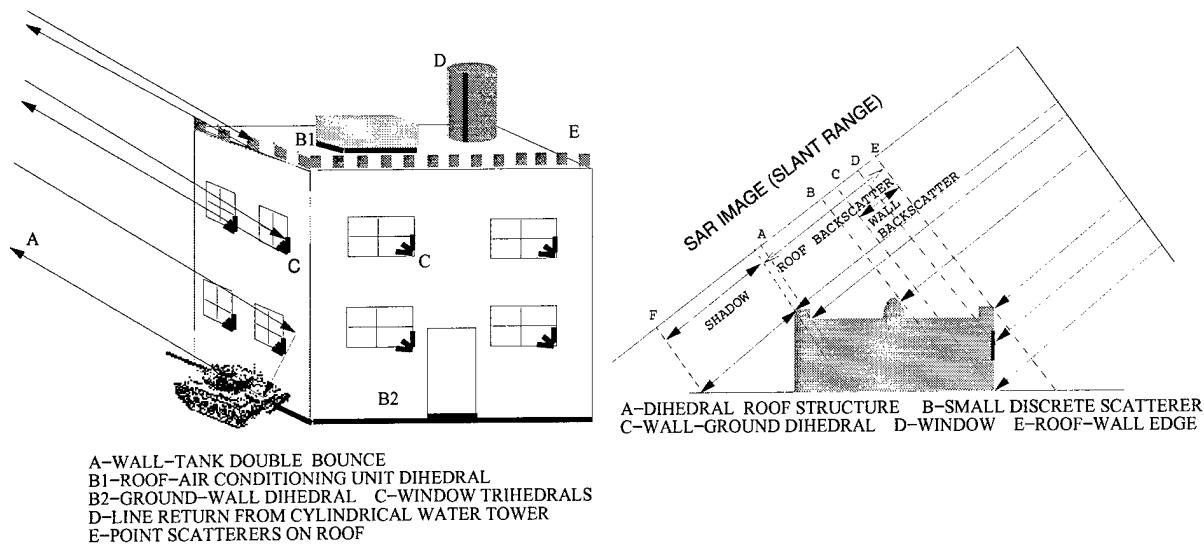 D
E
B1
A
C
C
B2
A-WALL-TANK DOUBLE BOUNCE
B1-ROOF-AIR CONDITIONING UNIT DIHEDRAL
B2-GROUND-WALL DIHEDRAL C-WINDOW TRIHEDRALS
D-LINE RETURN FROM CYLINDRICAL WATER TOWER
E-POINT SCATTERERS ON ROOF
SAR IMAGE (SLANT RANGE)
E
D
C
B
A
F
ROOF BACKSCATTER
WALL
BACKSCATTER
SHADOW
A-DIHEDRAL ROOF STRUCTURE B-SMALL DISCRETE SCATTERER
C-WALL-GROUND DIHEDRAL D-WINDOW E-ROOF-WALL EDGE